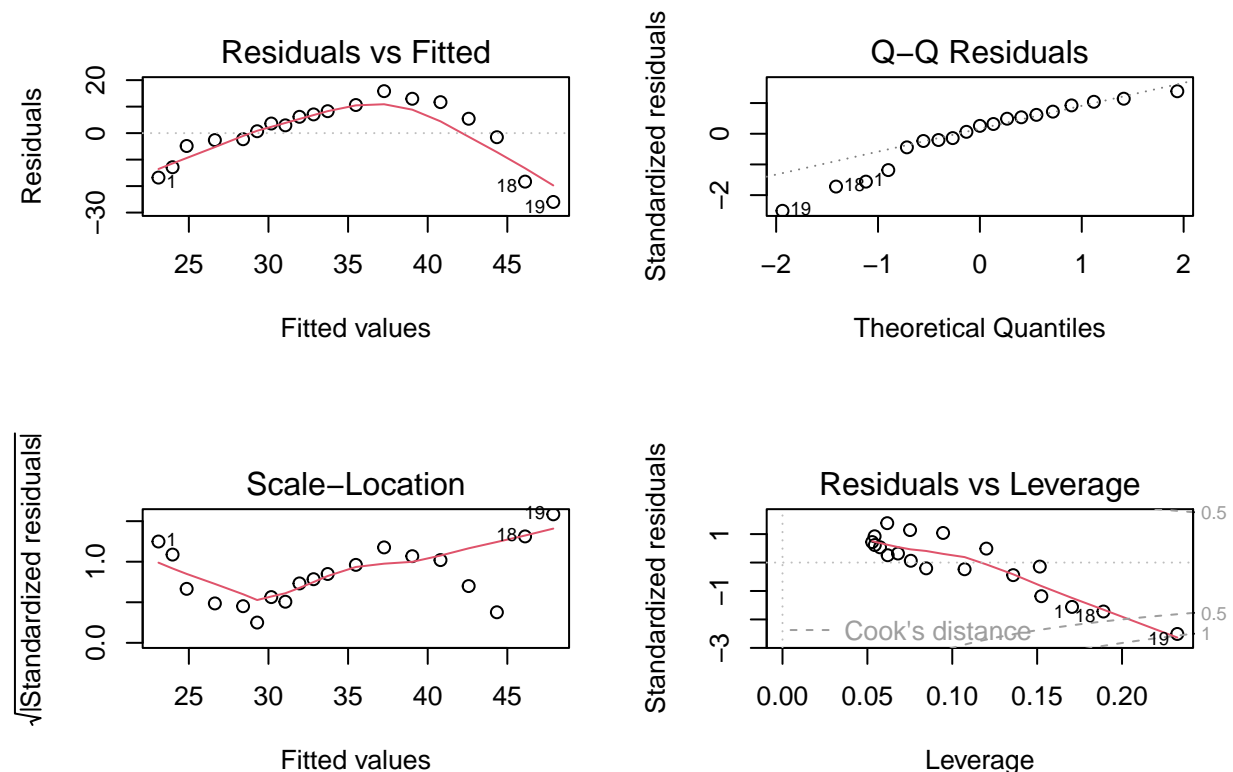 Residuals vs Fitted
Residuals
20
0
−30
1
18
19
25 30 35 40 45
Fitted values
Q−Q Residuals
Standardized residuals
0
−2
19
18
1
−2 −1 0 1 2
Theoretical Quantiles
Scale−Location
√|Standardized residuals|
1.0
0.0
1
18
19
25 30 35 40 45
Fitted values
Residuals vs Leverage
Standardized residuals
1
−1
−3
Cook's distance
1
18
19
0.5
0.5
1
0.00 0.05 0.10 0.15 0.20
Leverage